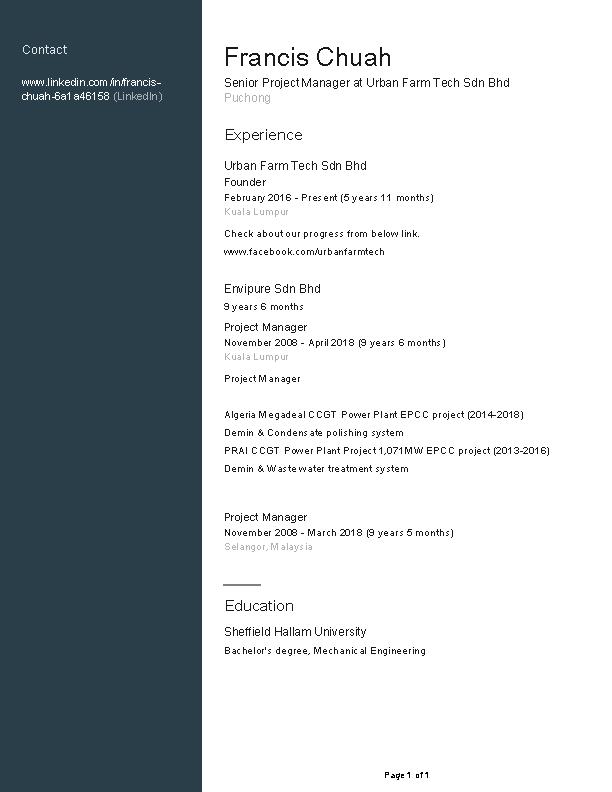 Contact
www.linkedin.com/in/francis-
chuah-6a1a46158 (LinkedIn)
Francis Chuah
Senior Project Manager at Urban Farm Tech Sdn Bhd
Puchong
Experience
Urban Farm Tech Sdn Bhd
Founder
February 2016 - Present (5 years 11 months)
Kuala Lumpur
Check about our progress from below link.
www.facebook.com/urbanfarmtech
Envipure Sdn Bhd
9 years 6 months
Project Manager
November 2008 - April 2018 (9 years 6 months)
Kuala Lumpur
Project Manager
Algeria Megadeal CCGT Power Plant EPCC project (2014-2018)
Demin & Condensate polishing system
PRAI CCGT Power Plant Project 1,071MW EPCC project (2013-2016)
Demin & Waste water treatment system
Project Manager
November 2008 - March 2018 (9 years 5 months)
Selangor, Malaysia
Education
Sheffield Hallam University
Bachelor's degree, Mechanical Engineering
Page 1 of 1